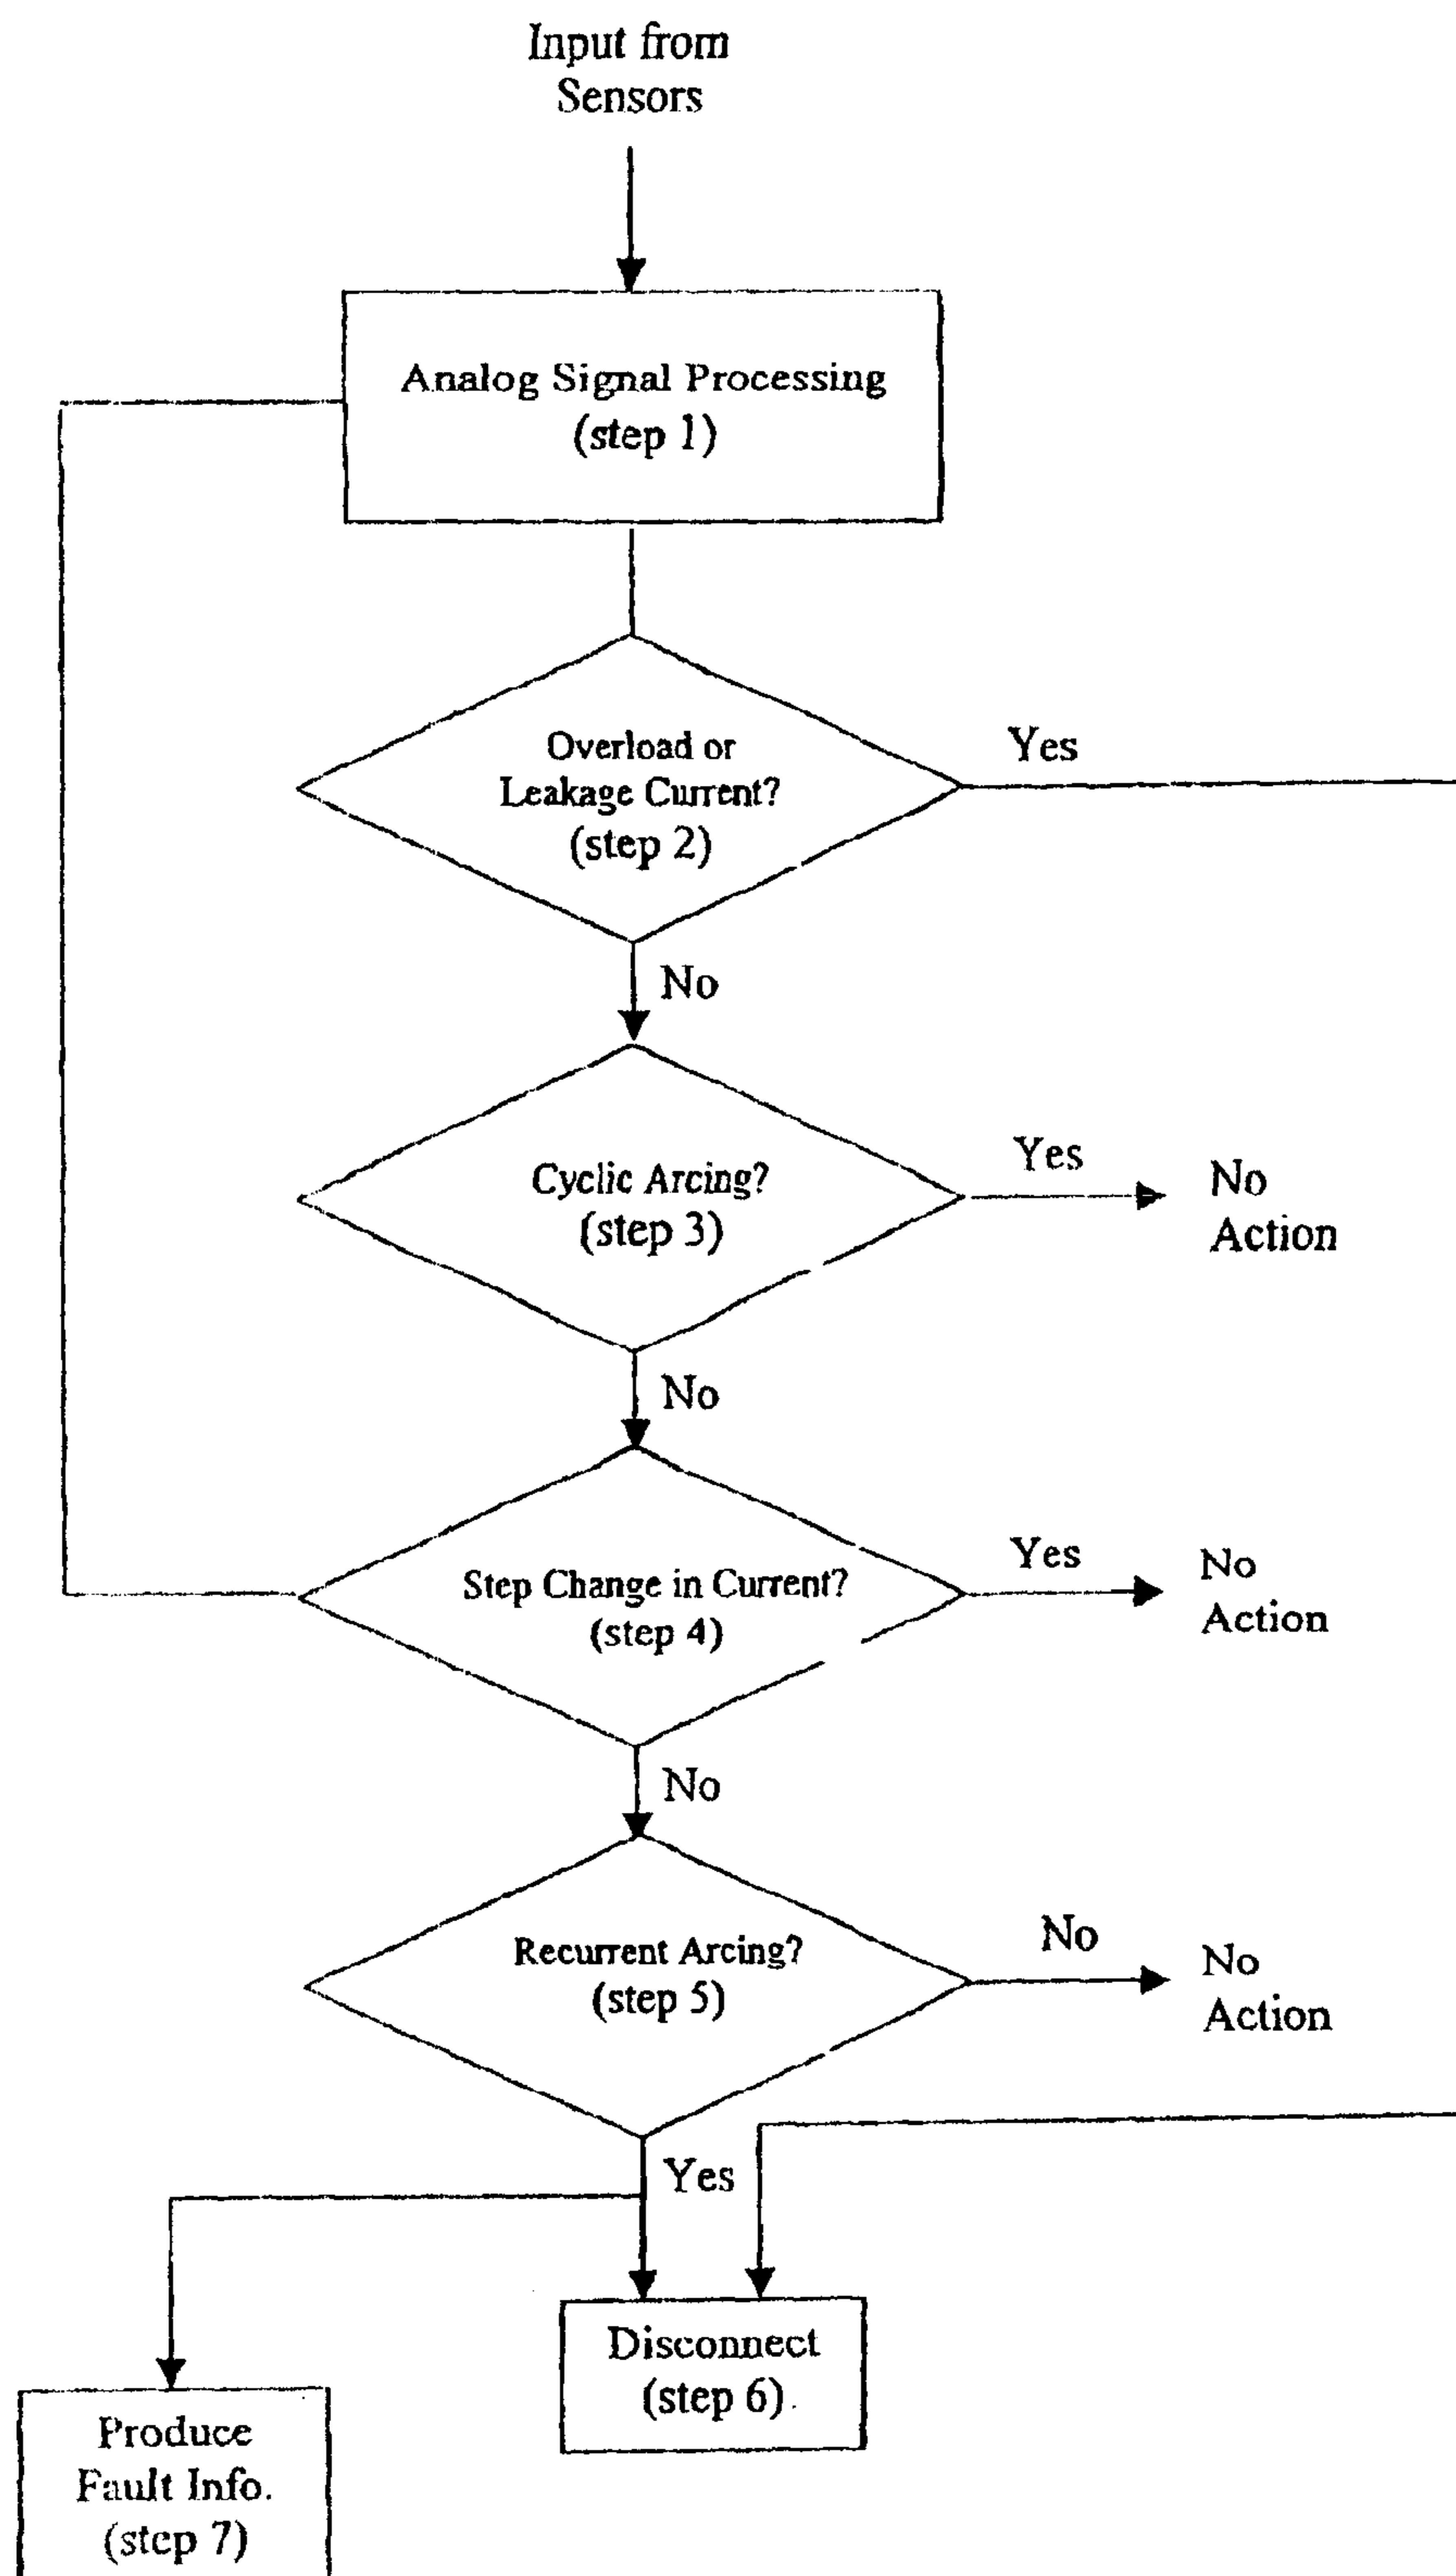 Input from
Sensors
Analog Signal Processing
(step 1)
Overload or
Leakage Current?
(step 2)
Yes
No
Cyclic Arcing?
(step 3)
Yes
No
Action
No
Step Change in Current?
(step 4)
Yes
No
Action
No
Recurrent Arcing?
(step 5)
No
No
Action
Yes
Disconnect
(step 6)
Produce
Fault Info.
(step 7)